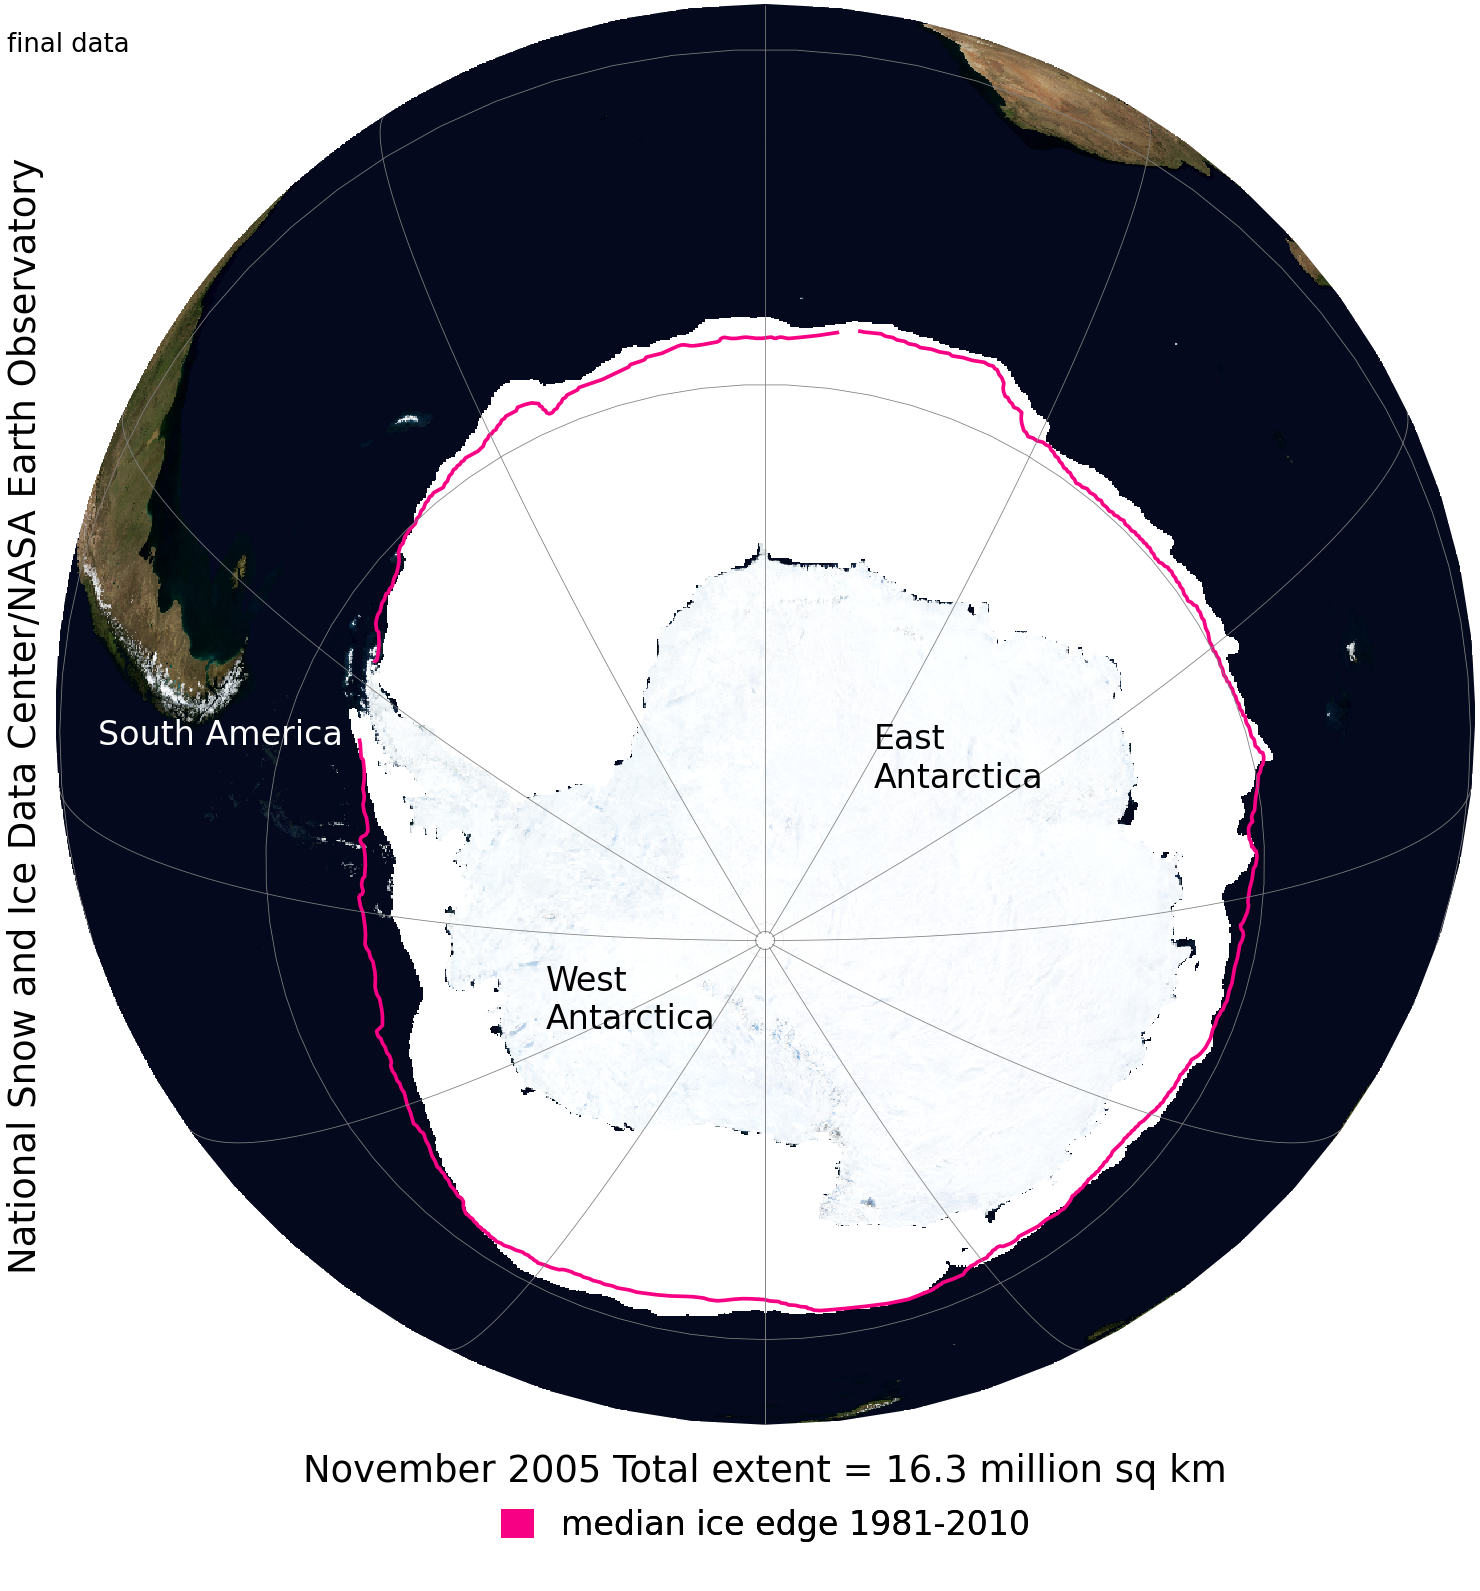 final data
National Snow and Ice Data Center/NASA Earth Observatory
South America
East
Antarctica
West
Antarctica
November 2005 Total extent = 16.3 million sq km
median ice edge 1981-2010